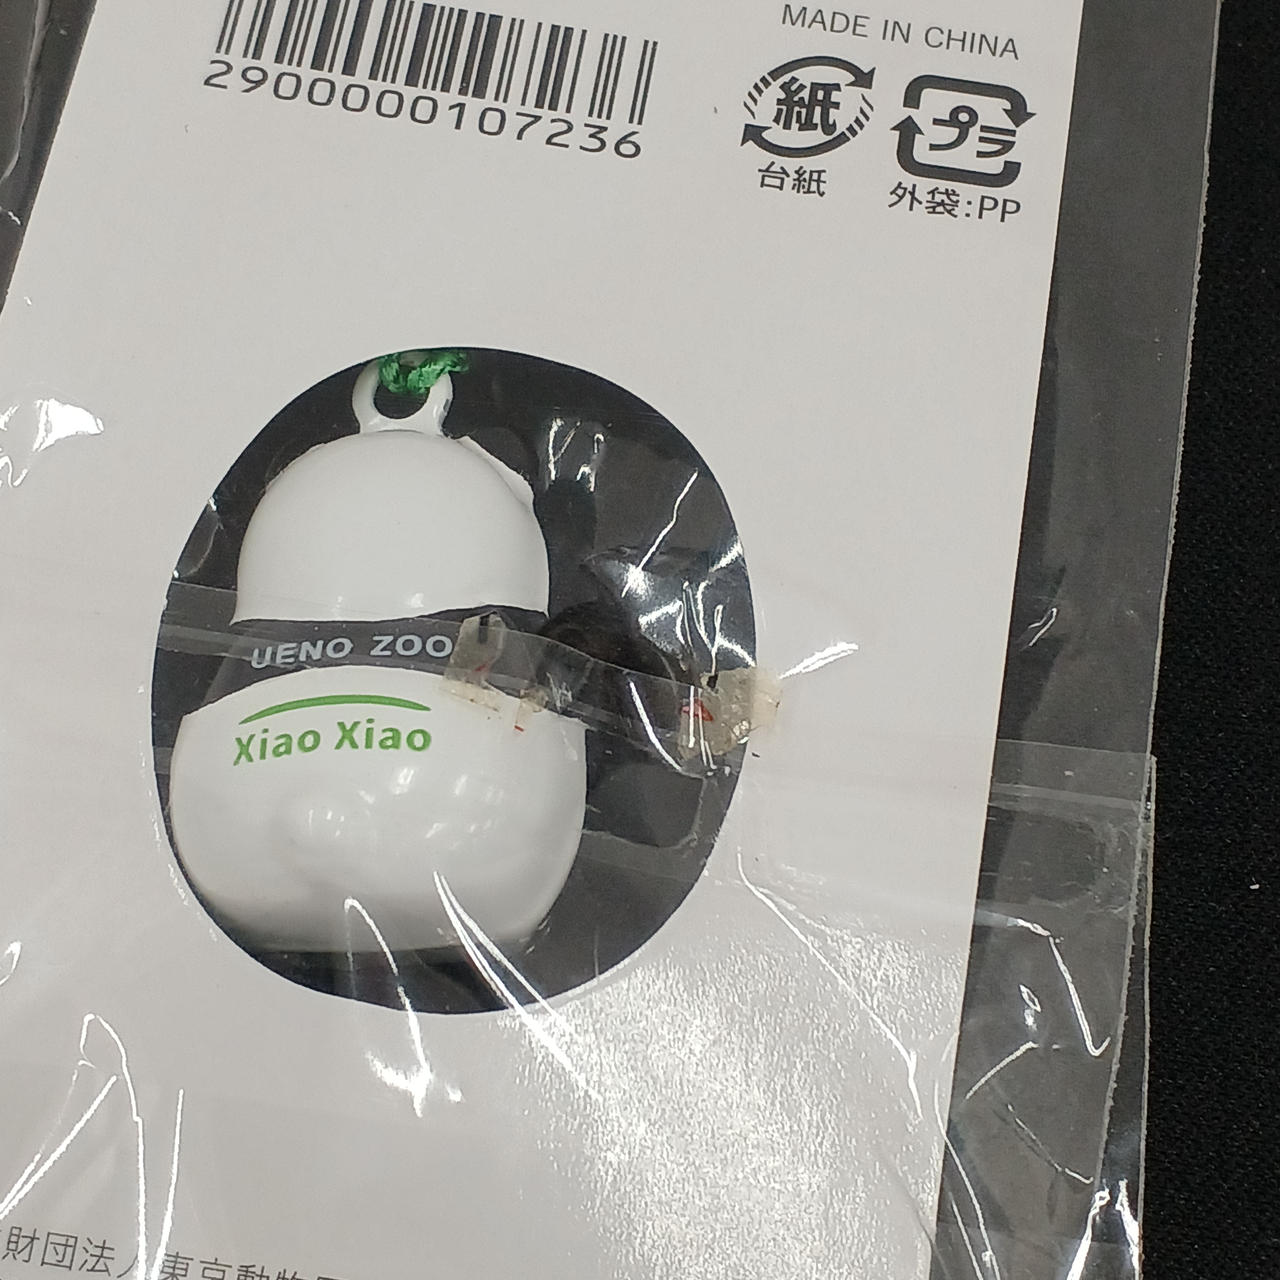 MADE IN CHINA
2900000107236
紙
プラ
台紙
外袋:PP
UENO ZOO
Xiao Xiao
財団法人東京動物